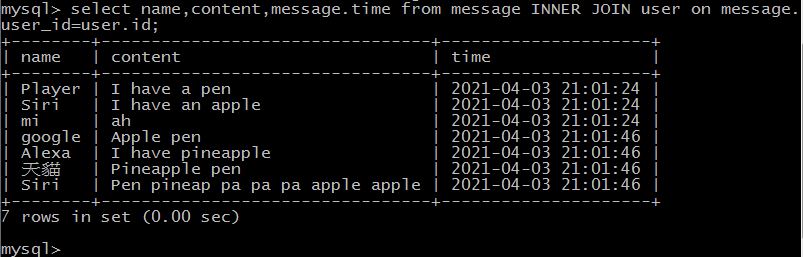 mysql> select name,content,message.time from message INNER JOIN user on message.
user_id=user.id;
+--------+-------------------------------+---------------------+
| name   | content                       | time                |
+--------+-------------------------------+---------------------+
| Player | I have a pen                  | 2021-04-03 21:01:24 |
| Siri   | I have an apple               | 2021-04-03 21:01:24 |
| mi     | ah                            | 2021-04-03 21:01:24 |
| google | Apple pen                     | 2021-04-03 21:01:46 |
| Alexa  | I have pineapple              | 2021-04-03 21:01:46 |
| 天貓   | Pineapple pen                 | 2021-04-03 21:01:46 |
| Siri   | Pen pineap pa pa pa apple apple | 2021-04-03 21:01:46 |
+--------+-------------------------------+---------------------+
7 rows in set (0.00 sec)
mysql>